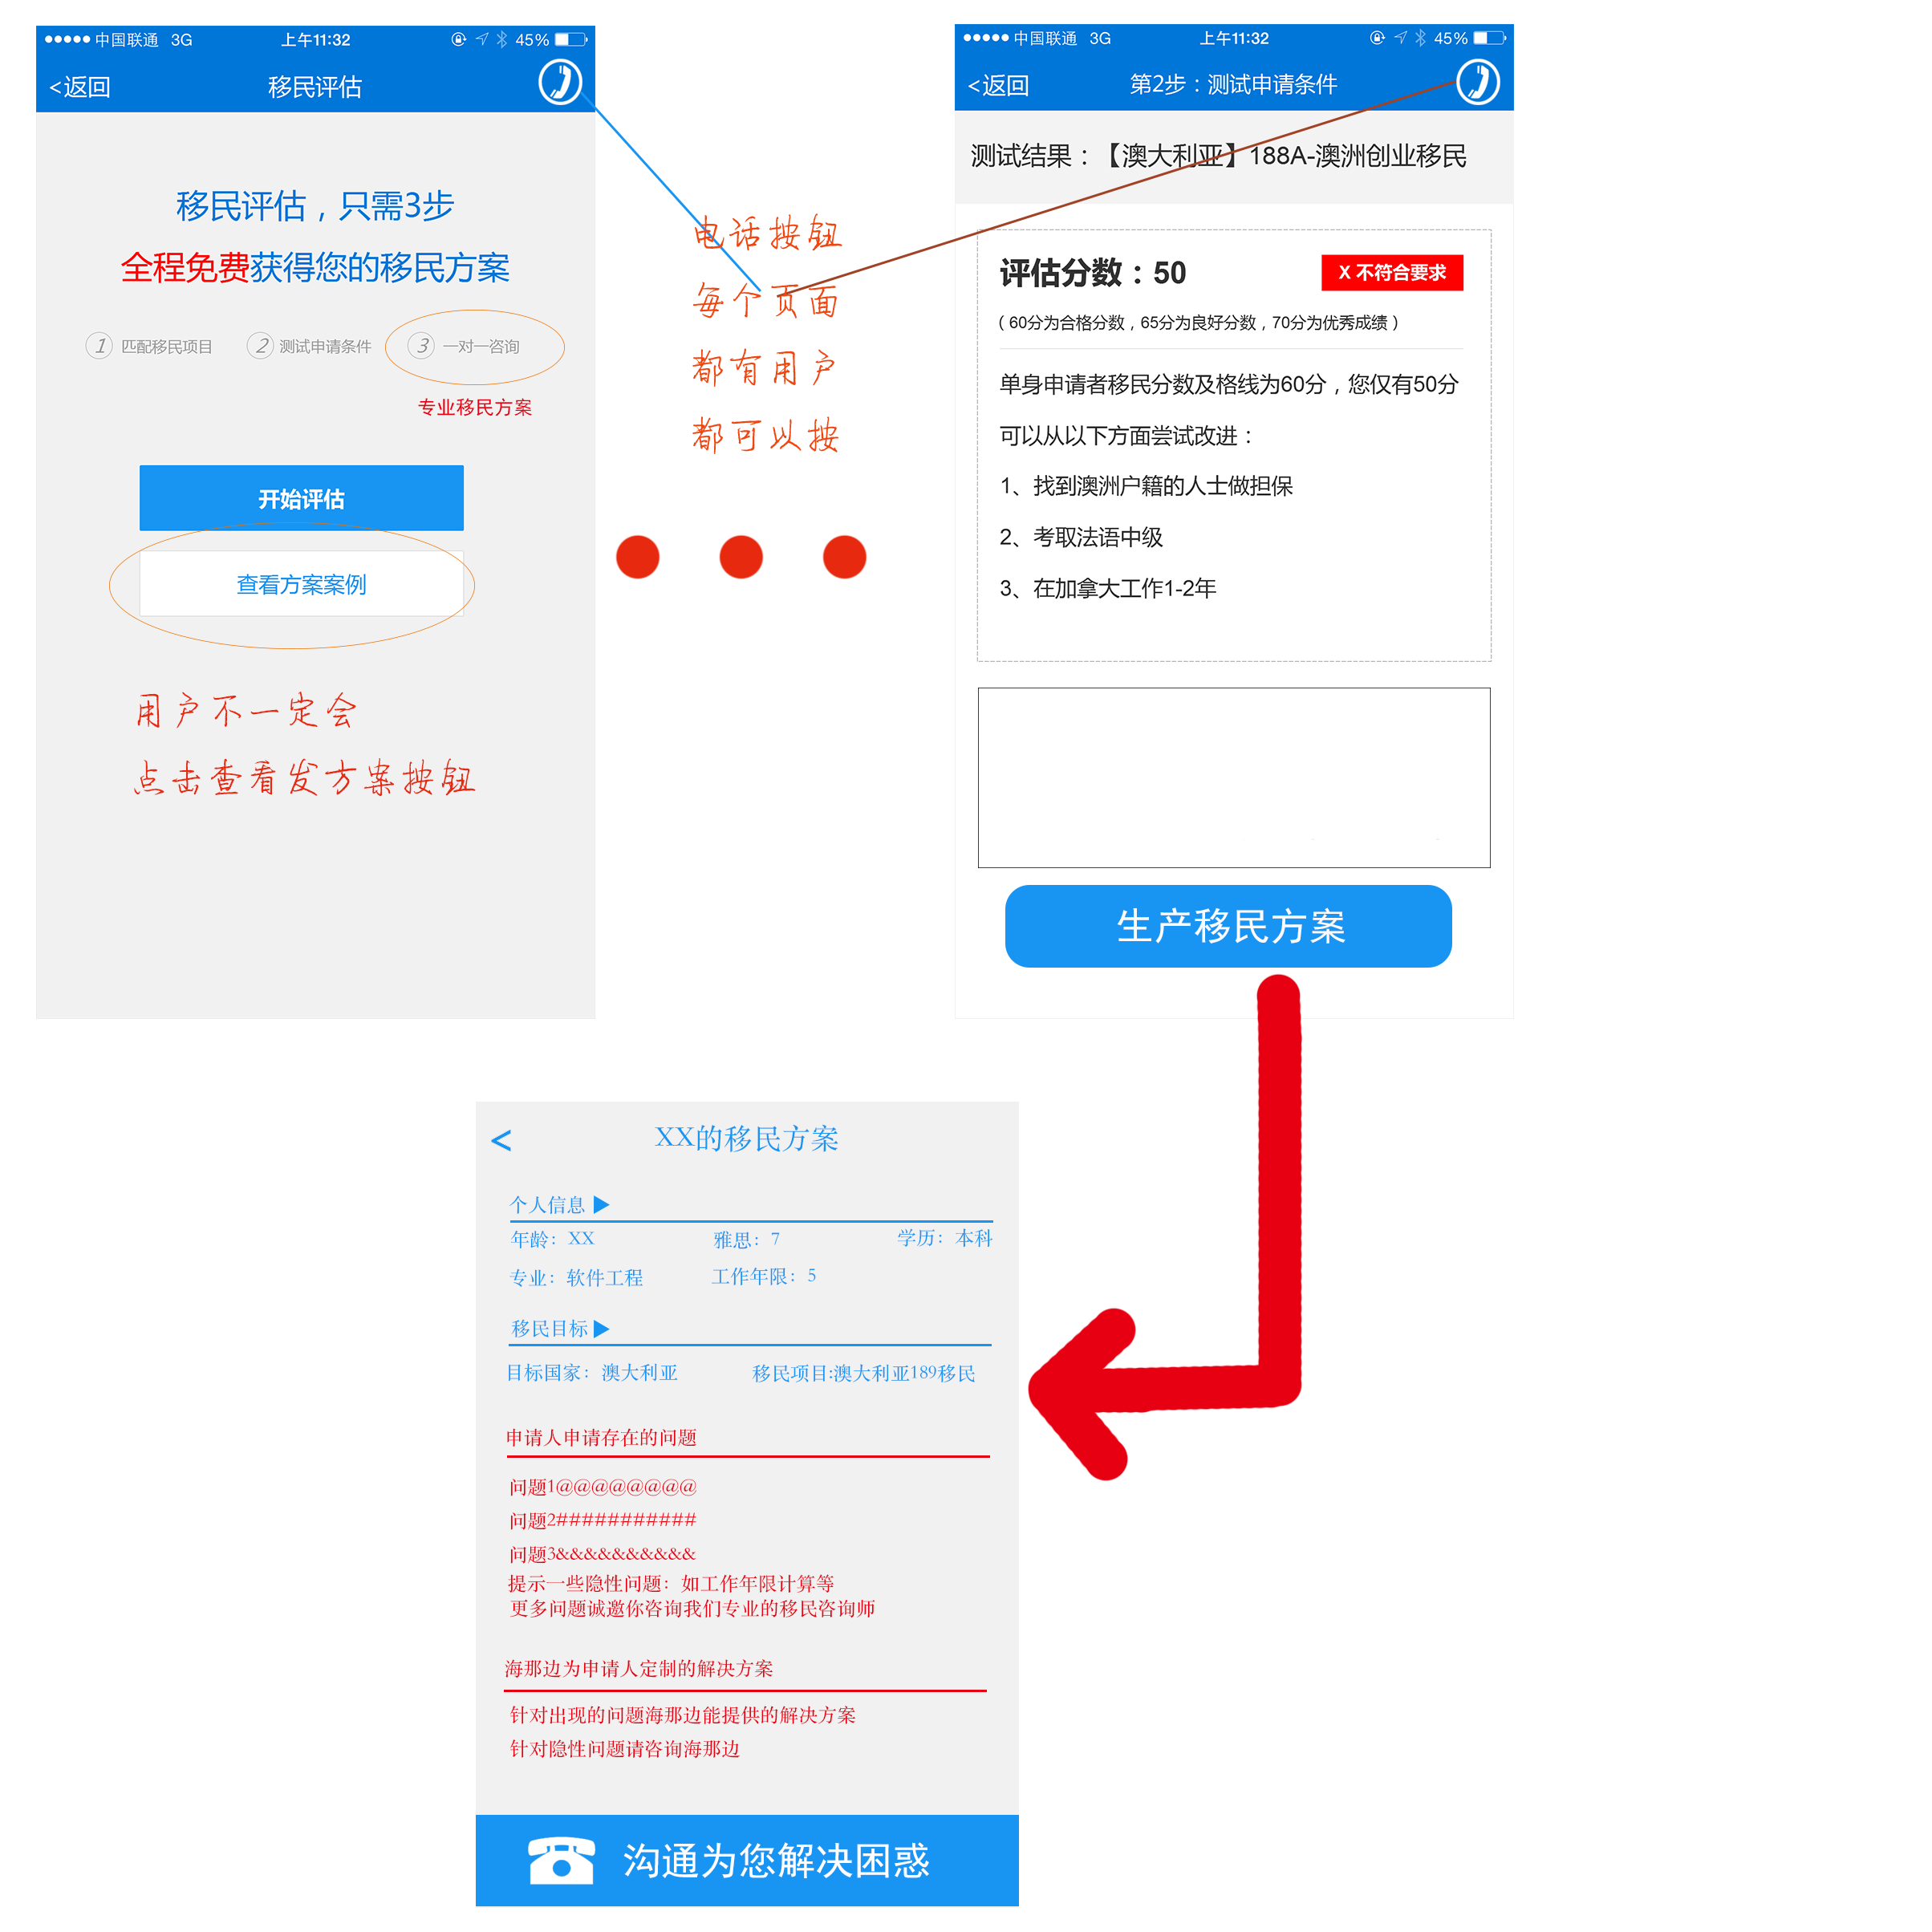 中国联通 3G 上午11:32 45%
<返回 移民评估
移民评估，只需3步
全程免费获得您的移民方案
1 匹配移民项目 2 测试申请条件 3 一对一咨询
专业移民方案
开始评估
查看方案案例
用户不一定会
点击查看发方案按钮
电话按钮
每个页面
都有用户
都可以按
中国联通 3G 上午11:32 45%
<返回 第2步：测试申请条件
测试结果：【澳大利亚】188A-澳洲创业移民
评估分数：50 X 不符合要求
（60分为合格分数，65分为良好分数，70分为优秀成绩）
单身申请者移民分数及格线为60分，您仅有50分
可以从以下方面尝试改进：
1、找到澳洲户籍的人士做担保
2、考取法语中级
3、在加拿大工作1-2年
生产移民方案
< XX的移民方案
个人信息
年龄：XX 雅思：7 学历：本科
专业：软件工程 工作年限：5
移民目标
目标国家：澳大利亚 移民项目:澳大利亚189移民
申请人申请存在的问题
问题1@@@@@@@@
问题2###########
问题3&&&&&&&&&&
提示一些隐性问题：如工作年限计算等
更多问题诚邀你咨询我们专业的移民咨询师
海那边为申请人定制的解决方案
针对出现的问题海那边能提供的解决方案
针对隐性问题请咨询海那边
沟通为您解决困惑